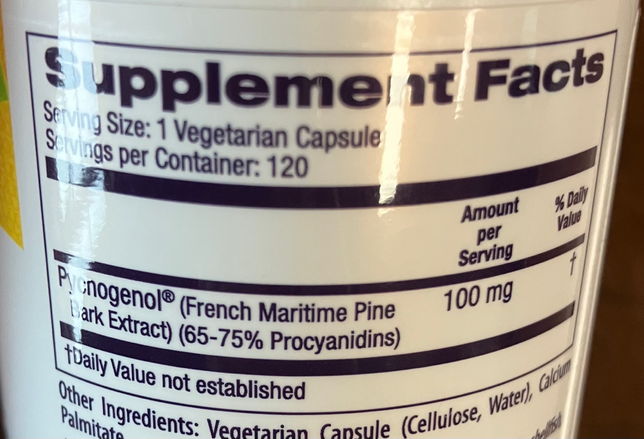 Supplement Facts
Serving Size: 1 Vegetarian Capsule
Servings per Container: 120
Amount
per
Serving
% Daily
Value
Pycnogenol® (French Maritime Pine
Bark Extract) (65-75% Procyanidins)
100 mg
†
†Daily Value not established
Other Ingredients: Vegetarian Capsule (Cellulose, Water), Calcium
Palmitate
shellfish